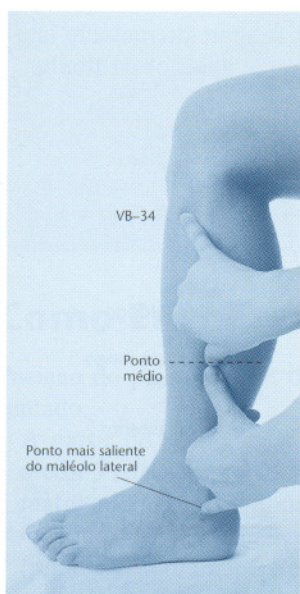 VB–34
Ponto
médio
Ponto mais saliente
do maléolo lateral